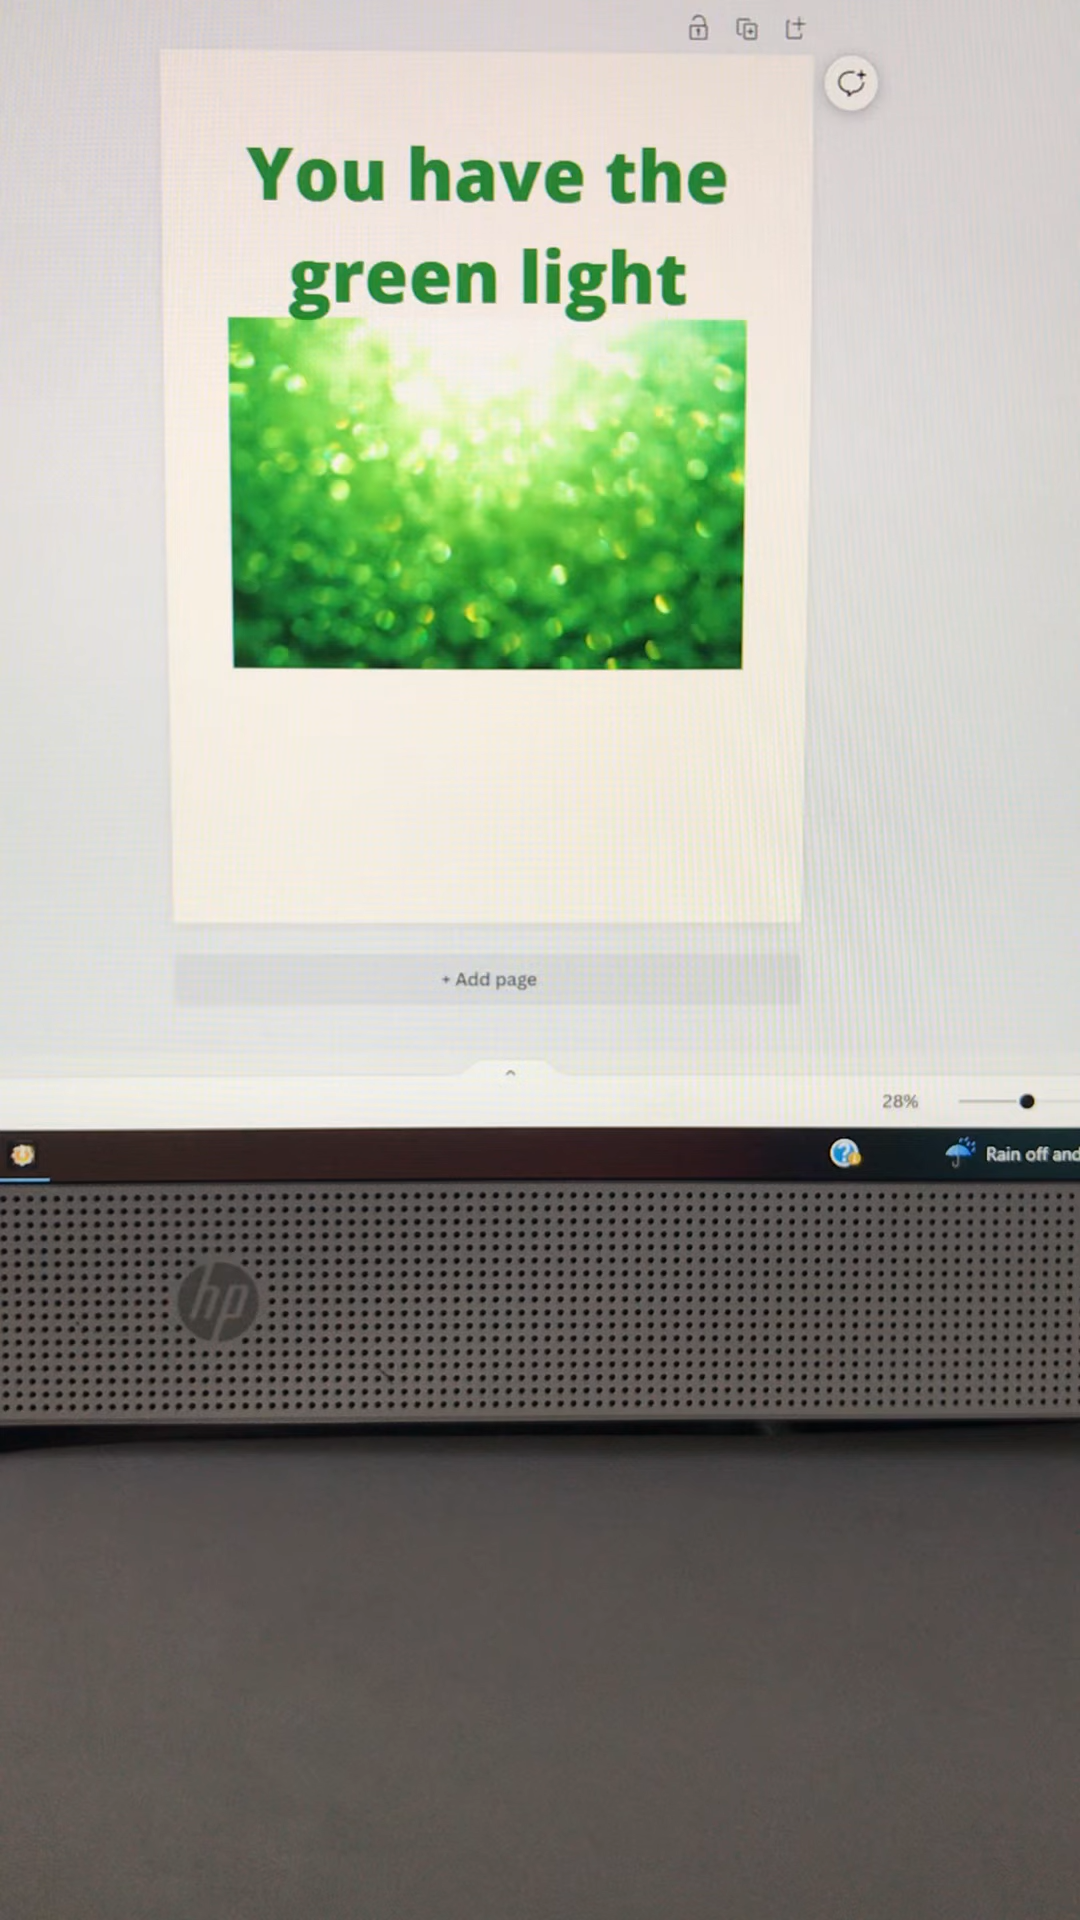 You have the
green light
+ Add page
28%
Rain off and
hp